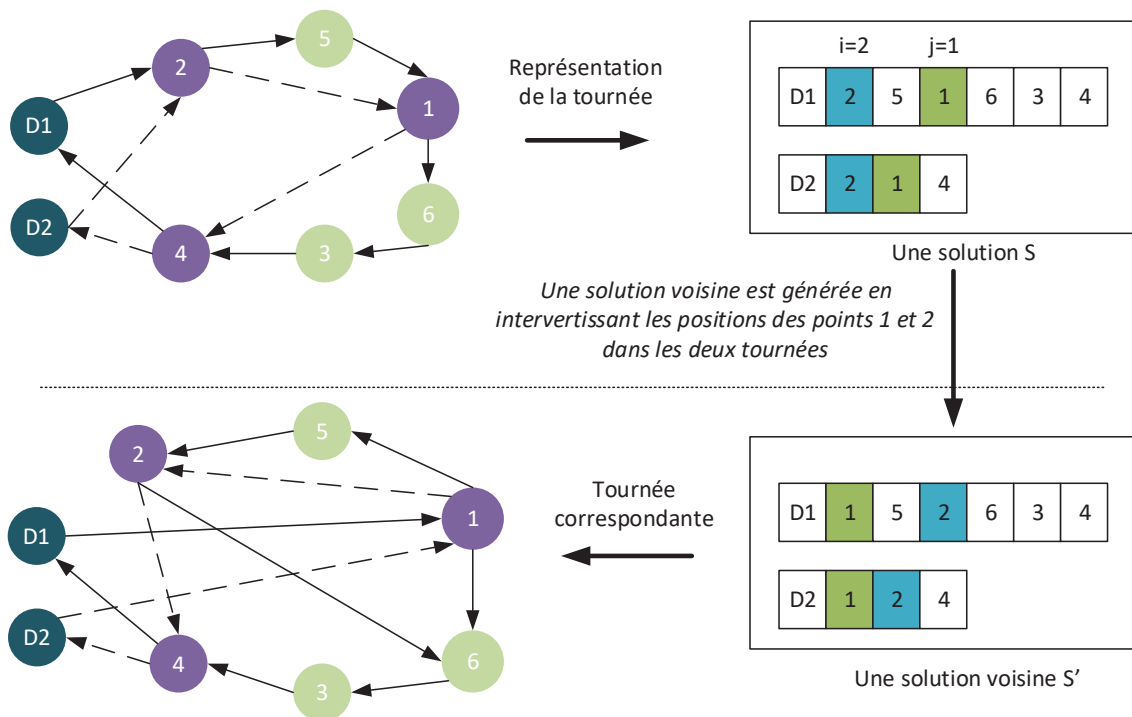 5
2
D1
1
D2
6
4
3
Représentation
de la tournée
i=2
j=1
D1 2 5 1 6 3 4
D2 2 1 4
Une solution S
Une solution voisine est générée en
intervertissant les positions des points 1 et 2
dans les deux tournées
5
2
1
D1
D2
4
6
3
Tournée
correspondante
D1 1 5 2 6 3 4
D2 1 2 4
Une solution voisine S’